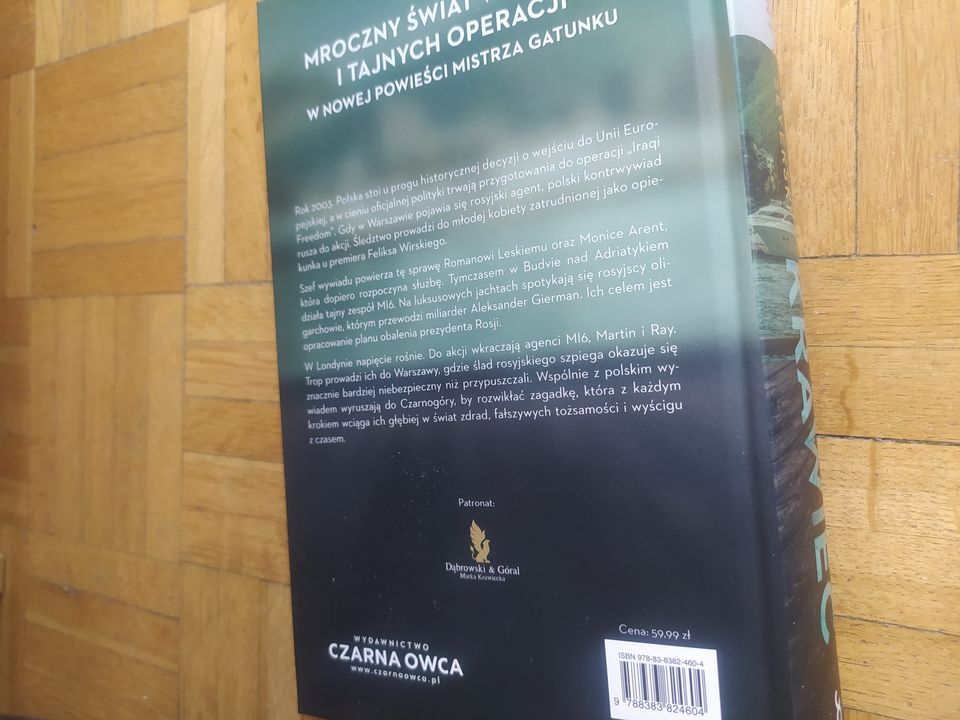 MROCZNY ŚWIAT
I TAJNYCH OPERACJI
W NOWEJ POWIEŚCI MISTRZA GATUNKU
Rok 2003. Polska stoi u progu historycznej decyzji o wejściu do Unii Euro-
pejskiej, a w cieniu oficjalnej polityki trwają przygotowania do operacji „Iraqi
Freedom". Gdy w Warszawie pojawia się rosyjski agent, polski kontrwywiad
rusza do akcji. Śledztwo prowadzi do młodej kobiety zatrudnionej jako opie-
kunka u premiera Feliksa Wirskiego.
Szef wywiadu powierza tę sprawę Romanowi Leskiemu oraz Monice Arent,
która dopiero rozpoczyna służbę. Tymczasem w Budvie nad Adriatykiem
działa tajny zespół MI6. Na luksusowych jachtach spotykają się rosyjscy oli-
garchowie, którym przewodzi miliarder Aleksander Gierman. Ich celem jest
opracowanie planu obalenia prezydenta Rosji.
W Londynie napięcie rośnie. Do akcji wkraczają agenci MI6, Martin i Ray.
Trop prowadzi ich do Warszawy, gdzie ślad rosyjskiego szpiega okazuje się
znacznie bardziej niebezpieczny niż przypuszczali. Wspólnie z polskim wy-
wiadem wyruszają do Czarnogóry, by rozwikłać zagadkę, która z każdym
krokiem wciąga ich głębiej w świat zdrad, fałszywych tożsamości i wyścigu
z czasem.
Patronat:
Dąbrowski & Góral
Marka Krawiecka
WYDAWNICTWO
CZARNA OWCA
www.czarnaowca.pl
Cena: 59.99 zł
ISBN 978-83-8382-460-4
9 788383 824604
KRAWIEC